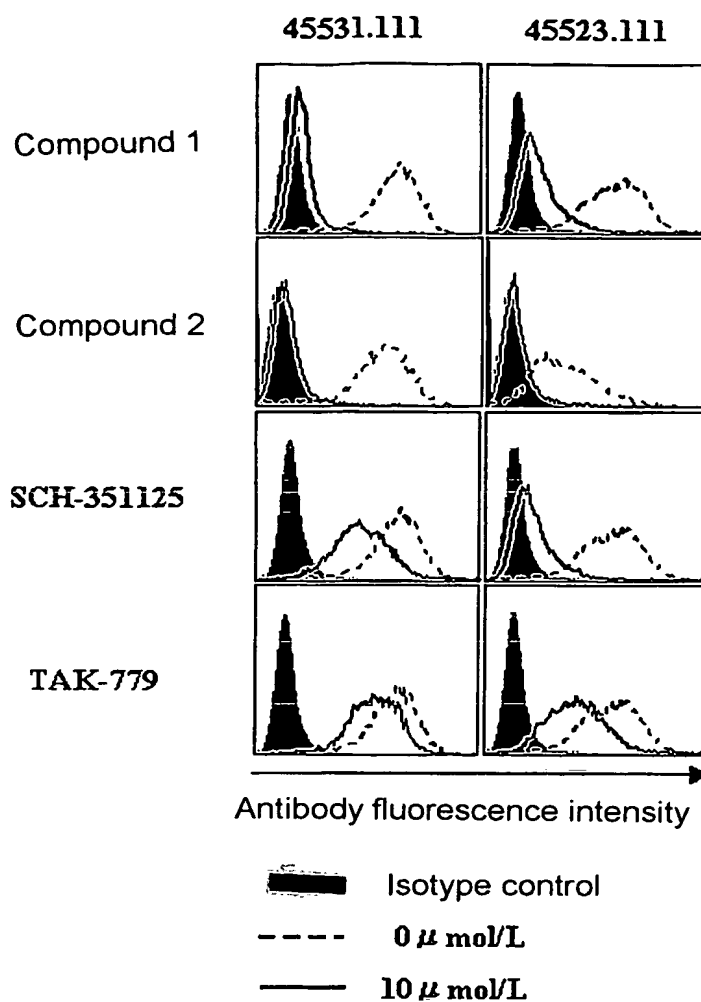 45531.111 45523.111
Compound 1
Compound 2
SCH-351125
TAK-779
Antibody fluorescence intensity
Isotype control
0 μ mol/L
10 μ mol/L